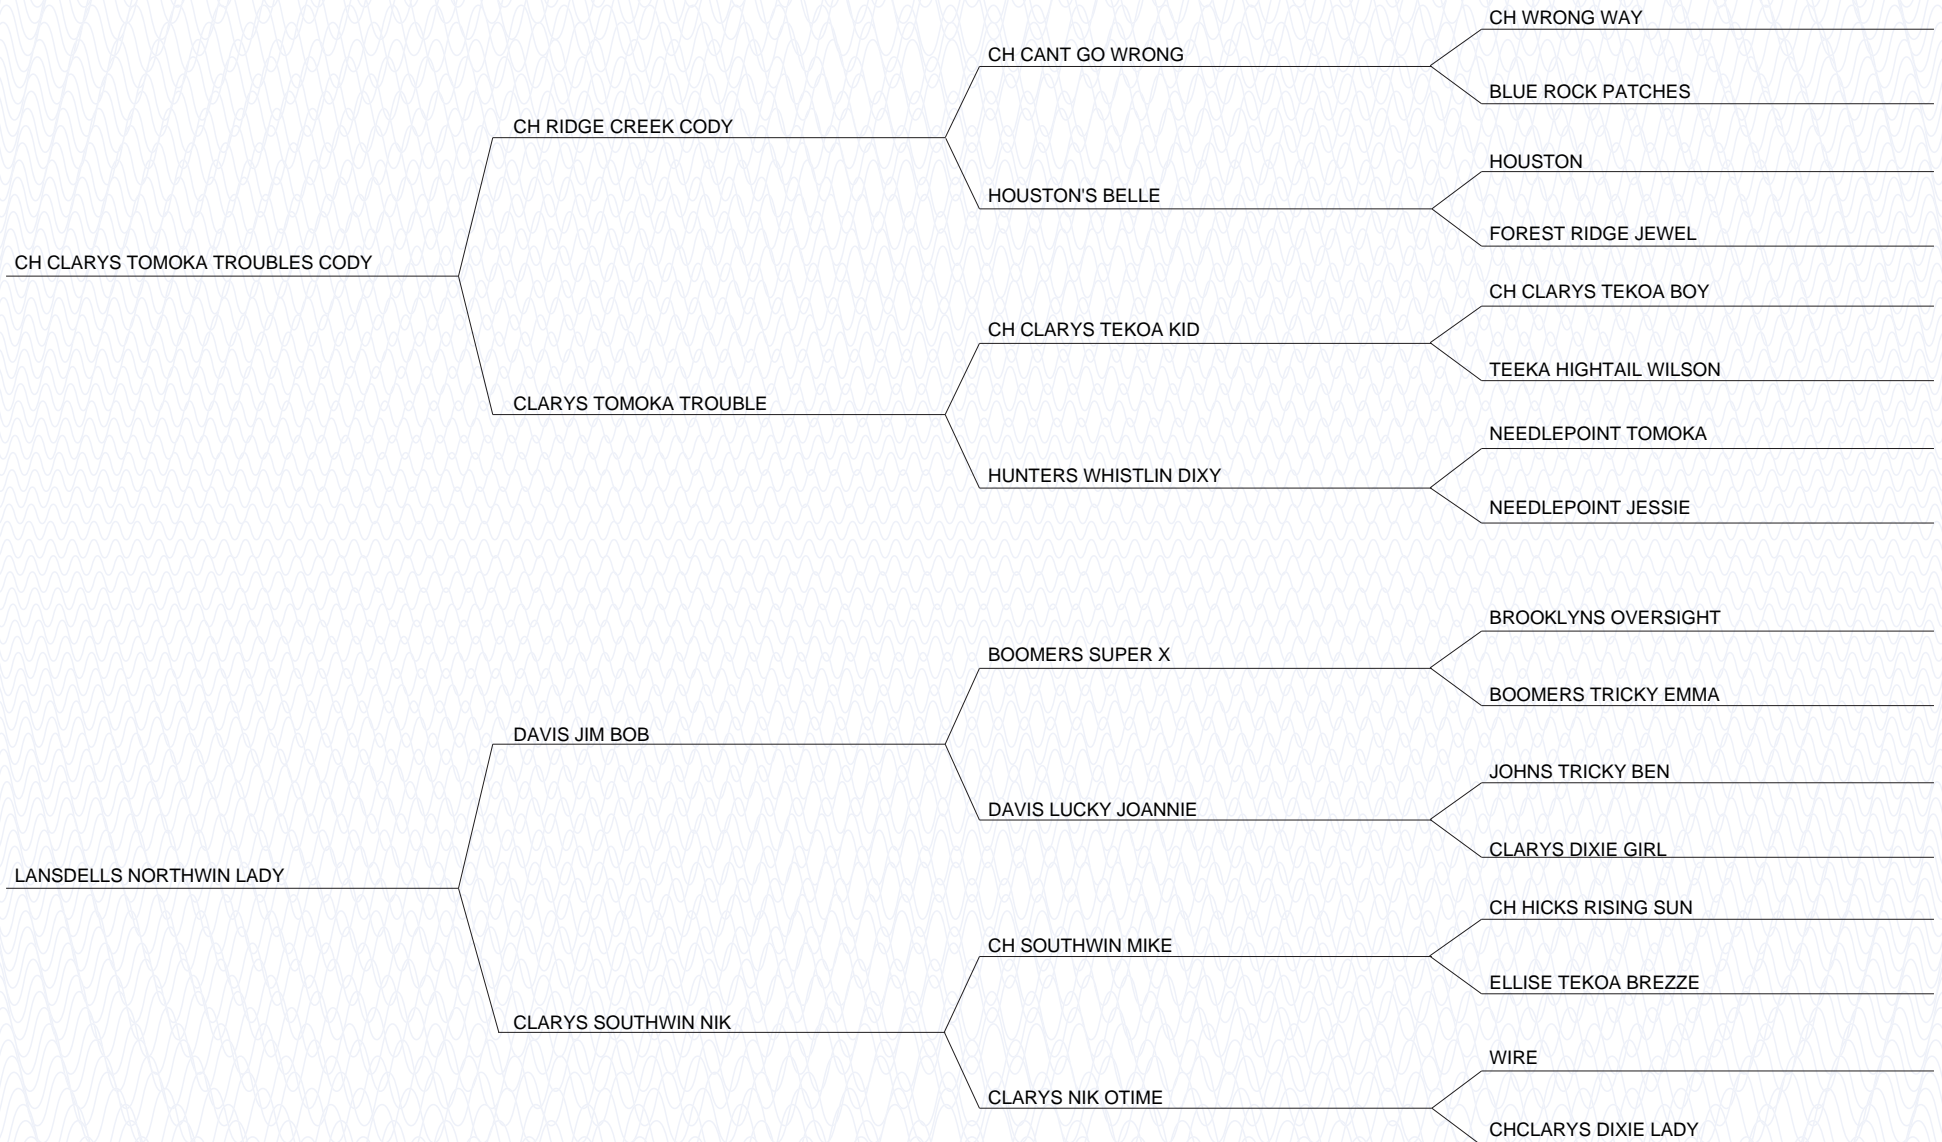 CH WRONG WAY
CH CANT GO WRONG
BLUE ROCK PATCHES
CH RIDGE CREEK CODY
HOUSTON
HOUSTON'S BELLE
FOREST RIDGE JEWEL
CH CLARYS TOMOKA TROUBLES CODY
CH CLARYS TEKOA BOY
CH CLARYS TEKOA KID
TEEKA HIGHTAIL WILSON
CLARYS TOMOKA TROUBLE
NEEDLEPOINT TOMOKA
HUNTERS WHISTLIN DIXY
NEEDLEPOINT JESSIE
BROOKLYNS OVERSIGHT
BOOMERS SUPER X
BOOMERS TRICKY EMMA
DAVIS JIM BOB
JOHNS TRICKY BEN
DAVIS LUCKY JOANNIE
CLARYS DIXIE GIRL
LANSDELLS NORTHWIN LADY
CH HICKS RISING SUN
CH SOUTHWIN MIKE
ELLISE TEKOA BREZZE
CLARYS SOUTHWIN NIK
WIRE
CLARYS NIK OTIME
CHCLARYS DIXIE LADY